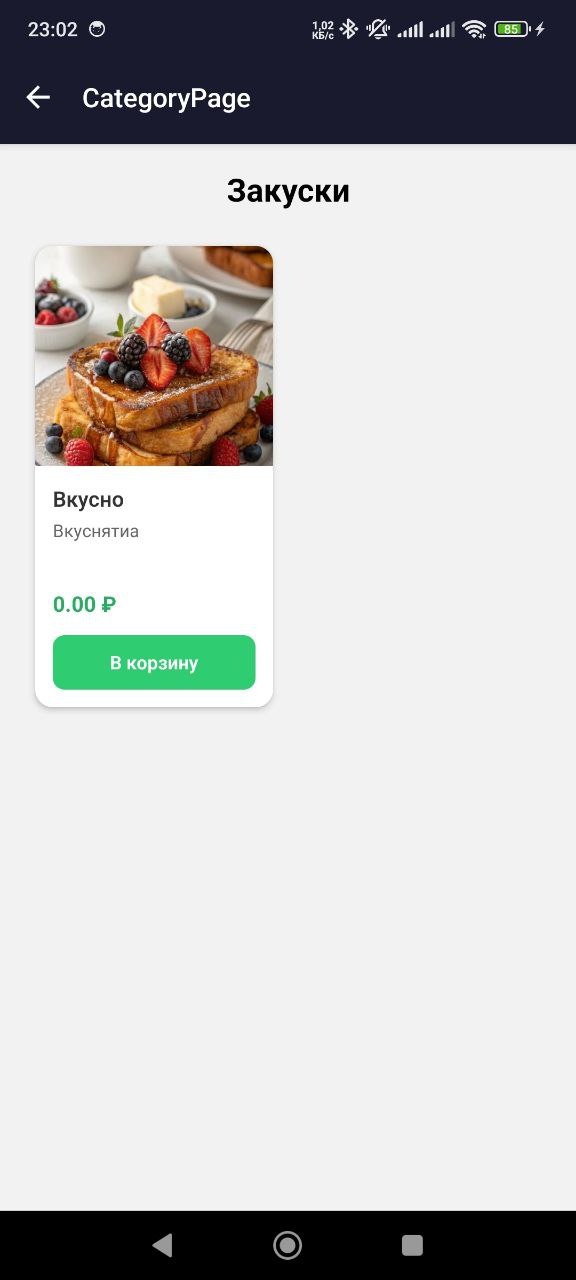 23:02
1,02
КБ/с
85
CategoryPage
Закуски
Вкусно
Вкуснятиа
0.00 ₽
В корзину